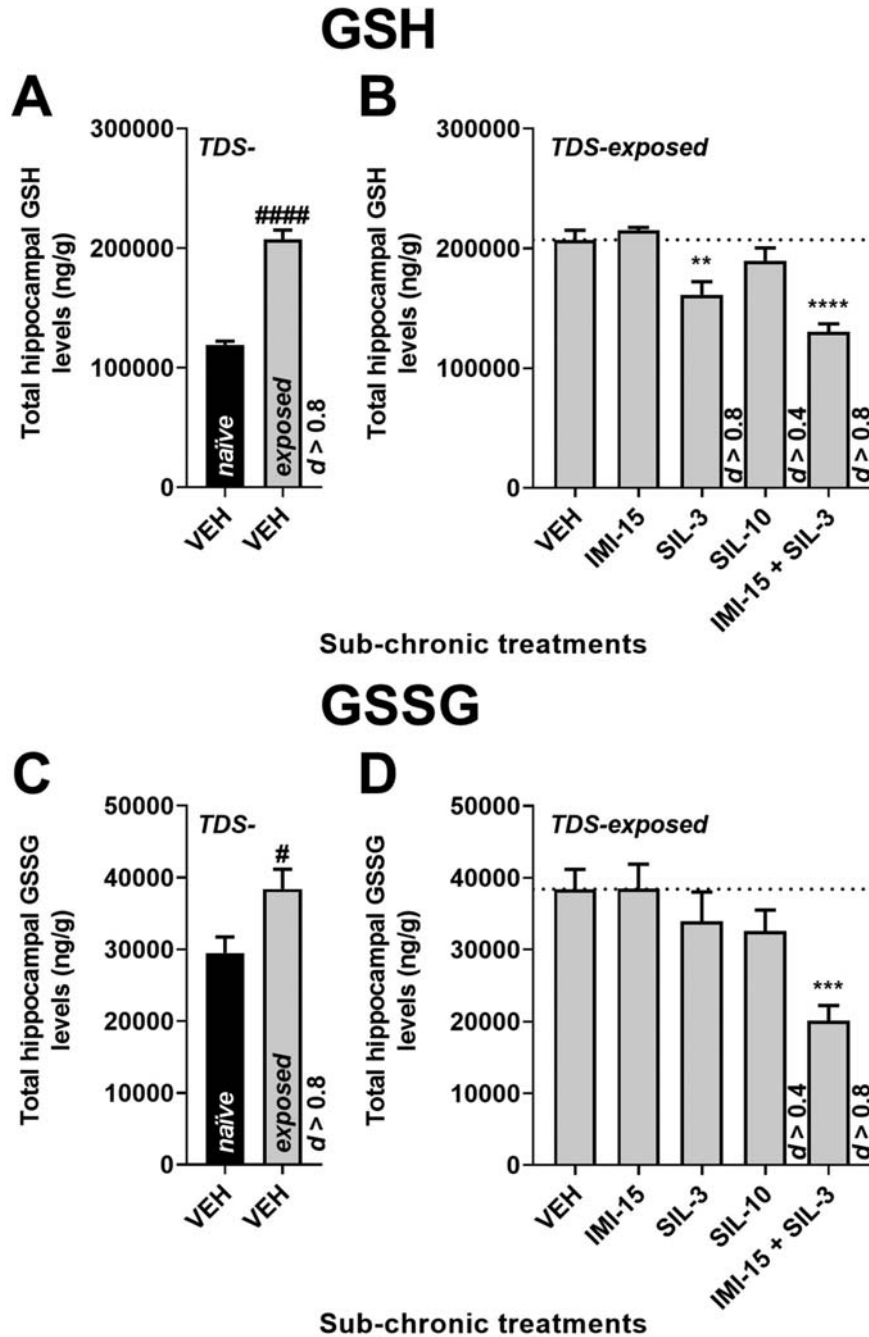 GSH
A
Total hippocampal GSH
levels (ng/g)
300000
200000
100000
0
TDS-
####
naïve
exposed
d > 0.8
VEH
VEH
B
Total hippocampal GSH
levels (ng/g)
300000
200000
100000
0
TDS-exposed
**
****
d > 0.8
d > 0.4
d > 0.8
VEH
IMI-15
SIL-3
SIL-10
IMI-15 + SIL-3
Sub-chronic treatments
GSSG
C
Total hippocampal GSSG
levels (ng/g)
50000
40000
30000
20000
10000
0
TDS-
#
naïve
exposed
d > 0.8
VEH
VEH
D
Total hippocampal GSSG
levels (ng/g)
50000
40000
30000
20000
10000
0
TDS-exposed
***
d > 0.4
d > 0.8
VEH
IMI-15
SIL-3
SIL-10
IMI-15 + SIL-3
Sub-chronic treatments